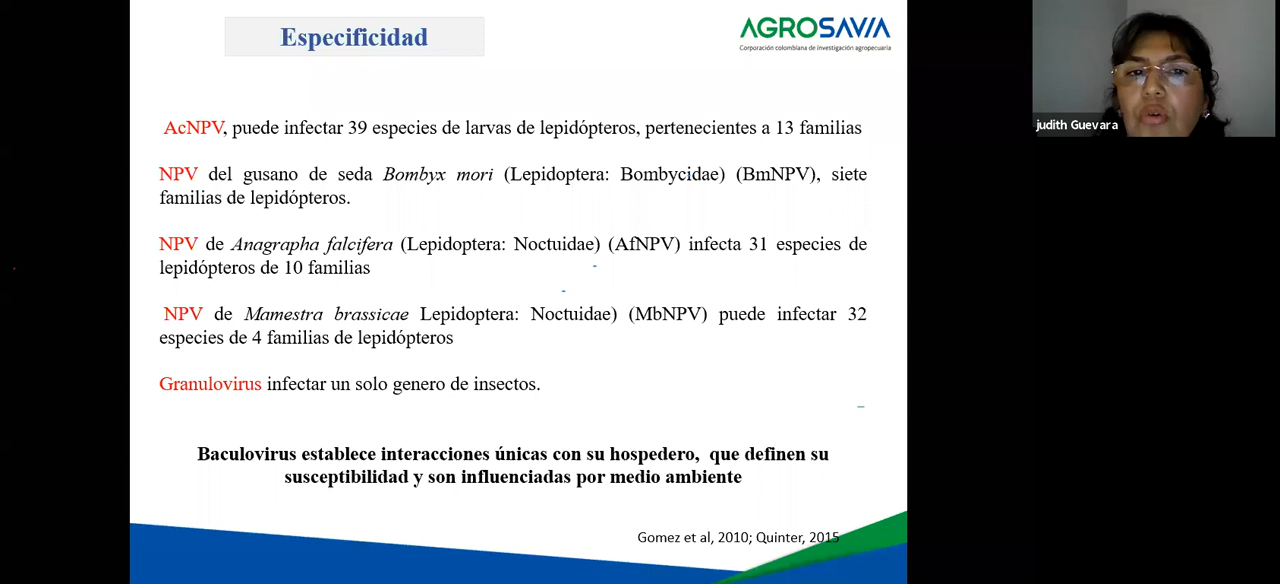 Especificidad
AGROSAVIA
Corporación colombiana de investigación agropecuaria
AcNPV, puede infectar 39 especies de larvas de lepidópteros, pertenecientes a 13 familias
NPV del gusano de seda Bombyx mori (Lepidoptera: Bombycidae) (BmNPV), siete
familias de lepidópteros.
NPV de Anagrapha falcifera (Lepidoptera: Noctuidae) (AfNPV) infecta 31 especies de
lepidópteros de 10 familias
NPV de Mamestra brassicae Lepidoptera: Noctuidae) (MbNPV) puede infectar 32
especies de 4 familias de lepidópteros
Granulovirus infectar un solo genero de insectos.
Baculovirus establece interacciones únicas con su hospedero, que definen su
susceptibilidad y son influenciadas por medio ambiente
Gomez et al, 2010; Quinter, 2015
judith Guevara